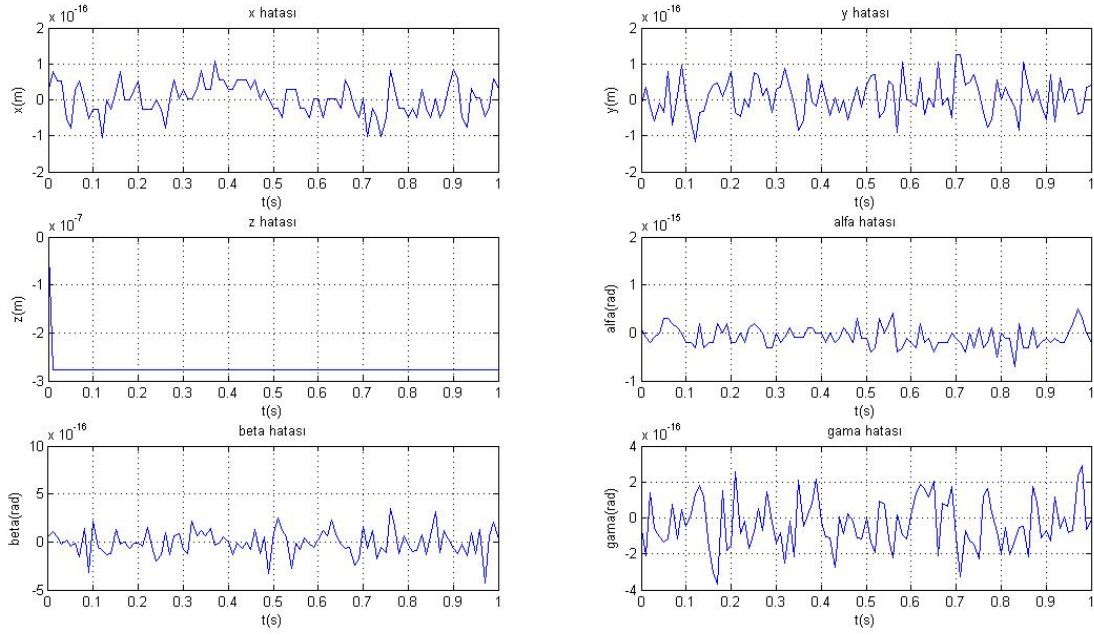 x hatası
x 10-16
2
1
0
-1
-2
x(m)
0 0.1 0.2 0.3 0.4 0.5 0.6 0.7 0.8 0.9 1
t(s)
y hatası
x 10-16
2
1
0
-1
-2
y(m)
0 0.1 0.2 0.3 0.4 0.5 0.6 0.7 0.8 0.9 1
t(s)
z hatası
x 10-7
0
-1
-2
-3
z(m)
0 0.1 0.2 0.3 0.4 0.5 0.6 0.7 0.8 0.9 1
t(s)
alfa hatası
x 10-15
2
1
0
-1
alfa(rad)
0 0.1 0.2 0.3 0.4 0.5 0.6 0.7 0.8 0.9 1
t(s)
beta hatası
x 10-16
10
5
0
-5
beta(rad)
0 0.1 0.2 0.3 0.4 0.5 0.6 0.7 0.8 0.9 1
t(s)
gama hatası
x 10-16
4
2
0
-2
-4
gama(rad)
0 0.1 0.2 0.3 0.4 0.5 0.6 0.7 0.8 0.9 1
t(s)